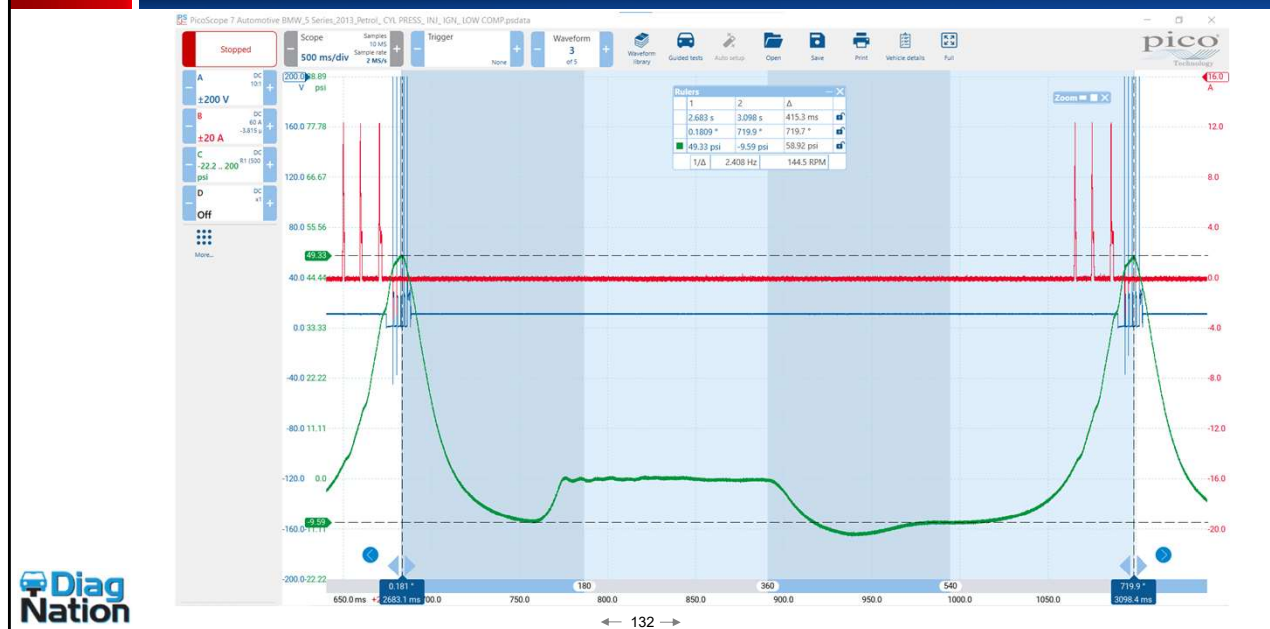 PicoScope 7 Automotive BMW_5 Series_2013_Petrol_ CYL PRESS_ INJ_ IGN_ LOW COMP.psdata
Stopped
Scope
500 ms/div
Samples
10 MS
Sample rate
2 MS/s
Trigger
None
Waveform
3
of 5
Waveform
library
Guided tests
Auto setup
Open
Save
Print
Vehicle details
Full
pico
Technology
A
DC
10:1
±200 V
B
DC
60 A
-3.815 µ
±20 A
C
DC
R1 (500
-22.2 .. 200
psi
D
DC
x1
Off
More...
200.0 88.89
V psi
160.0 77.78
120.0 66.67
80.0 55.56
49.33
40.0 44.44
0.0 33.33
-40.0 22.22
-80.0 11.11
-120.0 0.0
-9.59
-160.0 -11.11
-200.0 -22.22
Rulers
1 2 Δ
2.683 s 3.098 s 415.3 ms
0.1809 ° 719.9 ° 719.7 °
49.33 psi -9.59 psi 58.92 psi
1/Δ 2.408 Hz 144.5 RPM
Zoom
16.0
A
12.0
8.0
4.0
0.0
-4.0
-8.0
-12.0
-16.0
-20.0
0.181 ° 180 360 540 719.9 °
650.0 ms 2683.1 ms 700.0 750.0 800.0 850.0 900.0 950.0 1000.0 1050.0 3098.4 ms
Diag
Nation
132